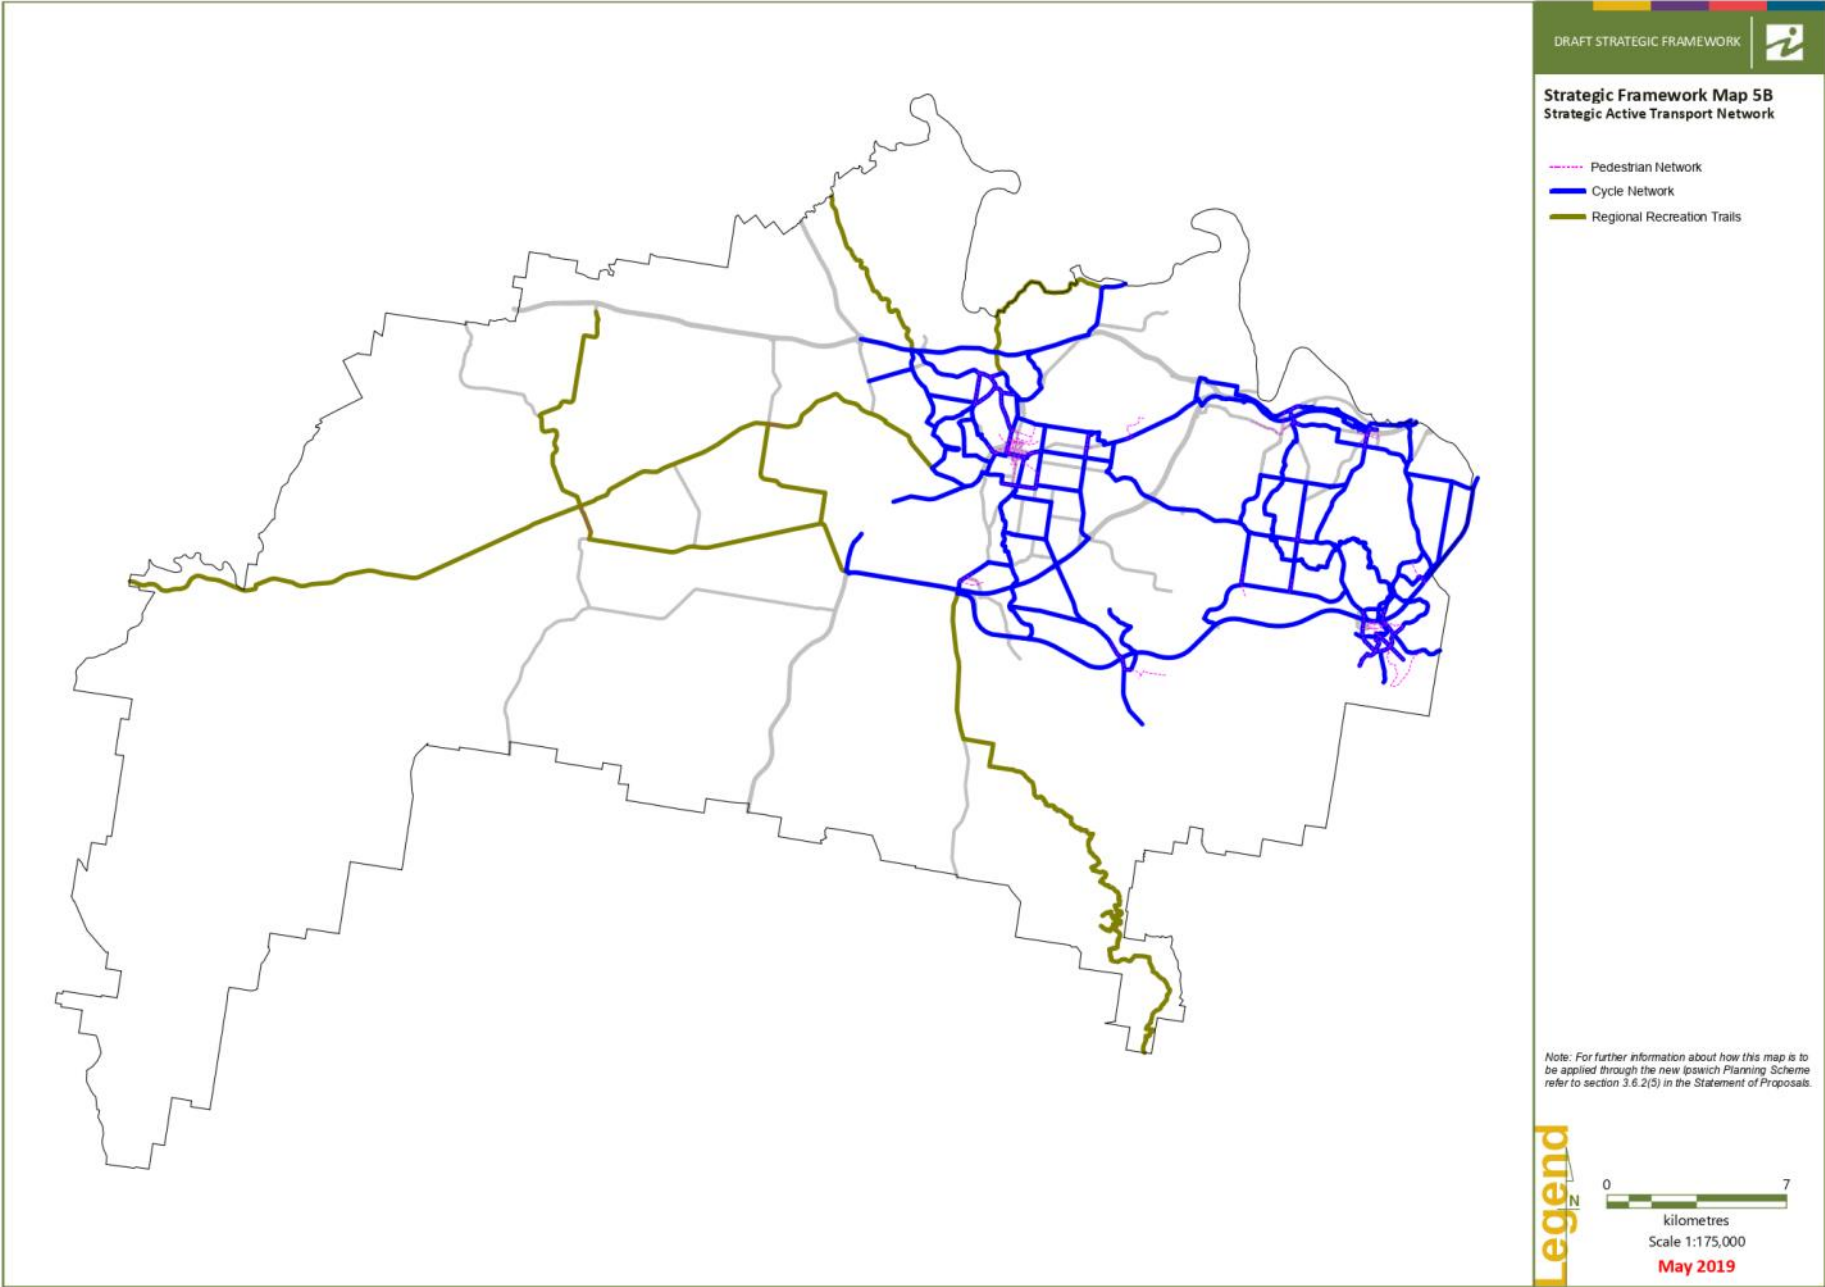 DRAFT STRATEGIC FRAMEWORK
Strategic Framework Map 5B
Strategic Active Transport Network
Pedestrian Network
Cycle Network
Regional Recreation Trails
Note: For further information about how this map is to
be applied through the new Ipswich Planning Scheme
refer to section 3.6.2(5) in the Statement of Proposals.
Legend
N
0 7
kilometres
Scale 1:175,000
May 2019